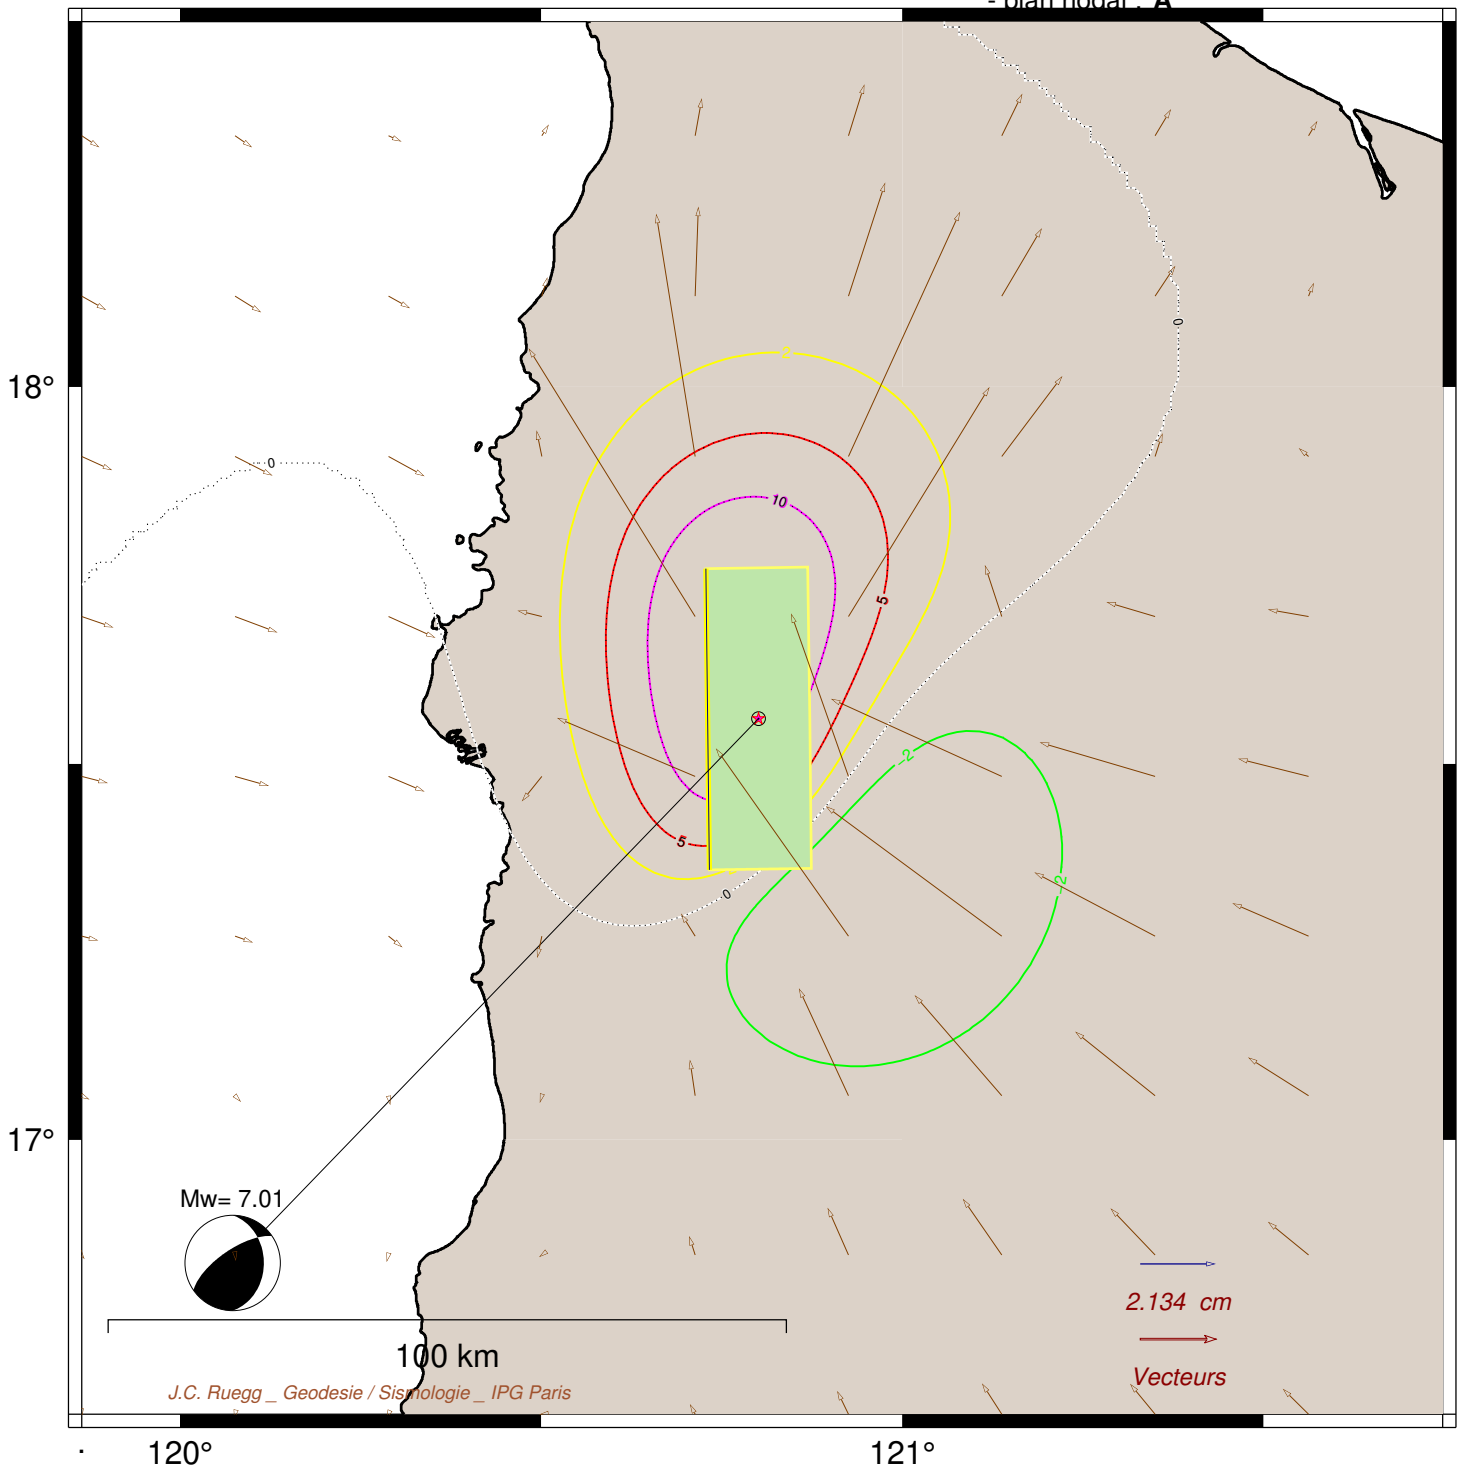 - plan nodal : A
0
18°
2
0
10
5
-2
5
-2
0
17°
Mw= 7.01
2.134 cm
100 km
Vecteurs
J.C. Ruegg _ Geodesie / Sismologie _ IPG Paris
120°
121°